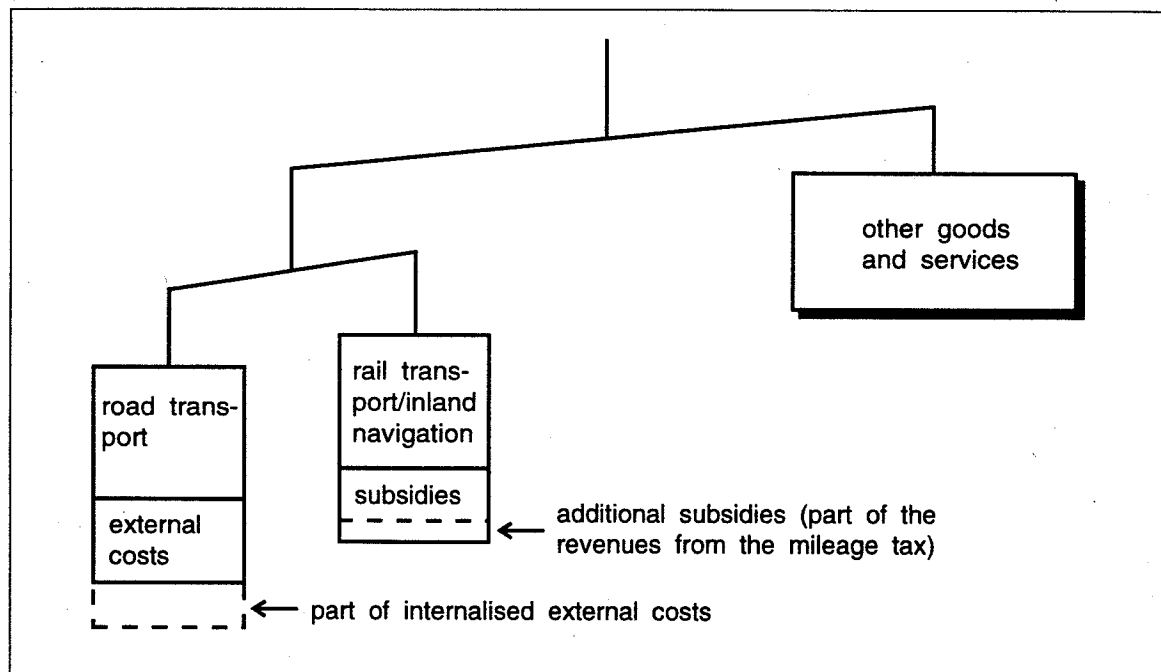 other goods
and services
rail trans-
port/inland
navigation
road trans-
port
subsidies
external
costs
additional subsidies (part of the
revenues from the mileage tax)
part of internalised external costs